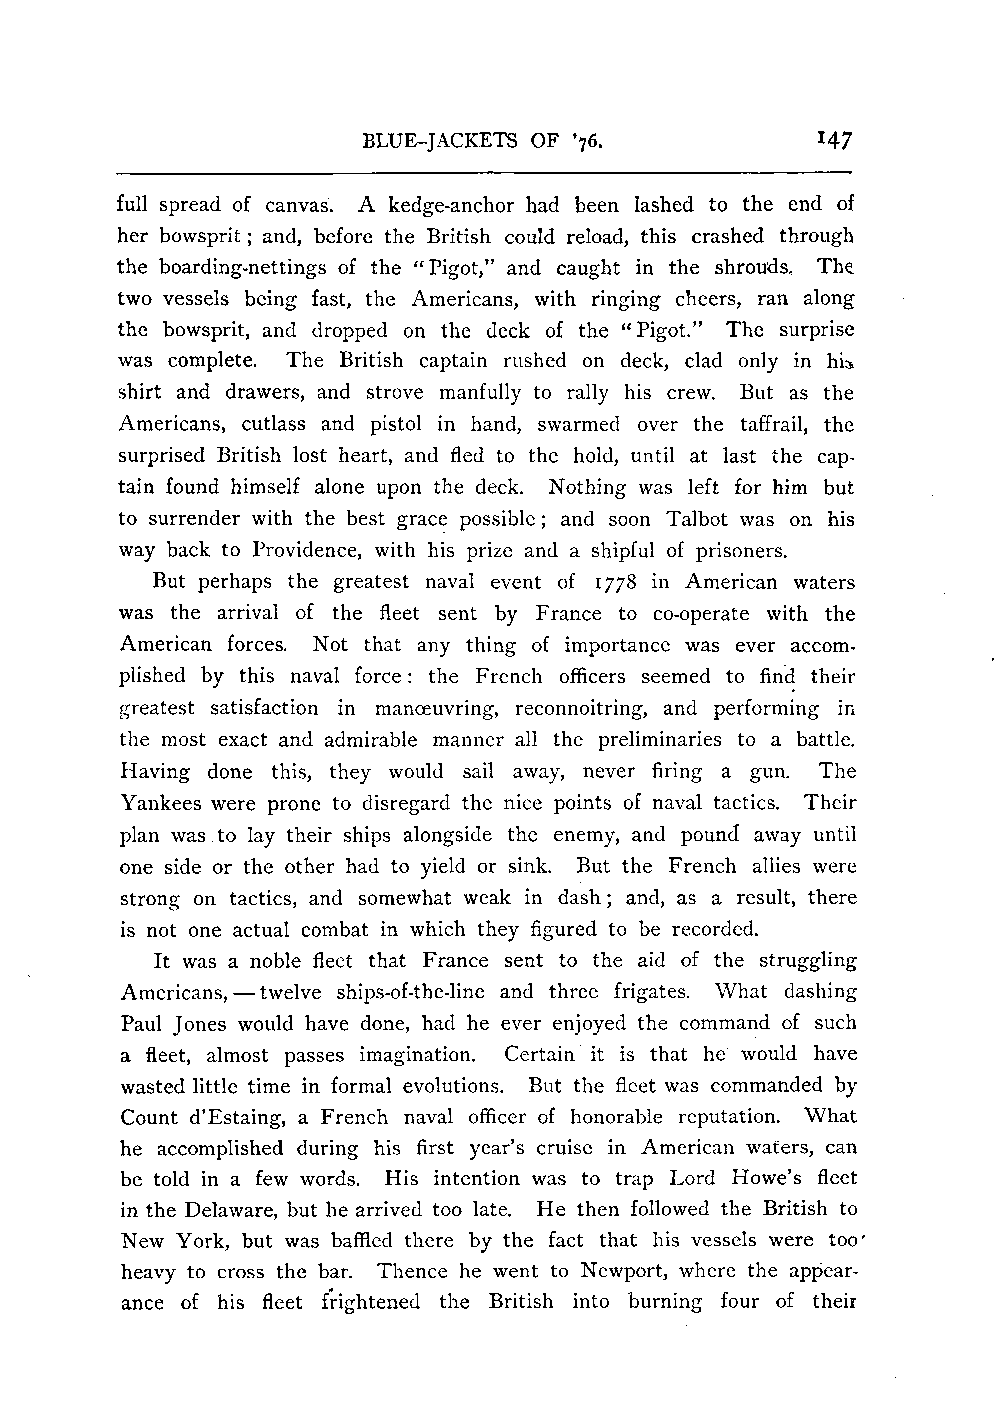 BLUE-JACKETS OF '76. 147
full spread of canvas. A kedge-anchor had been lashed to the end of
her bowsprit; and, before the British could reload, this crashed through
the boarding-nettings of the "Pigot," and caught in the shrouds. The
two vessels being fast, the Americans, with ringing cheers, ran along
the bowsprit, and dropped on the deck of the "Pigot." The surprise
was complete. The British captain rushed on deck, clad only in his
shirt and drawers, and strove manfully to rally his crew. But as the
Americans, cutlass and pistol in hand, swarmed over the taffrail, the
surprised British lost heart, and fled to the hold, until at last the cap-
tain found himself alone upon the deck. Nothing was left for him but
to surrender with the best grace possible; and soon Talbot was on his
way back to Providence, with his prize and a shipful of prisoners.
But perhaps the greatest naval event of 1778 in American waters
was the arrival of the fleet sent by France to co-operate with the
American forces. Not that any thing of importance was ever accom-
plished by this naval force: the French officers seemed to find their
greatest satisfaction in manœuvring, reconnoitring, and performing in
the most exact and admirable manner all the preliminaries to a battle.
Having done this, they would sail away, never firing a gun. The
Yankees were prone to disregard the nice points of naval tactics. Their
plan was to lay their ships alongside the enemy, and pound away until
one side or the other had to yield or sink. But the French allies were
strong on tactics, and somewhat weak in dash; and, as a result, there
is not one actual combat in which they figured to be recorded.
It was a noble fleet that France sent to the aid of the struggling
Americans,—twelve ships-of-the-line and three frigates. What dashing
Paul Jones would have done, had he ever enjoyed the command of such
a fleet, almost passes imagination. Certain it is that he would have
wasted little time in formal evolutions. But the fleet was commanded by
Count d'Estaing, a French naval officer of honorable reputation. What
he accomplished during his first year's cruise in American waters, can
be told in a few words. His intention was to trap Lord Howe's fleet
in the Delaware, but he arrived too late. He then followed the British to
New York, but was baffled there by the fact that his vessels were too
heavy to cross the bar. Thence he went to Newport, where the appear-
ance of his fleet frightened the British into burning four of their